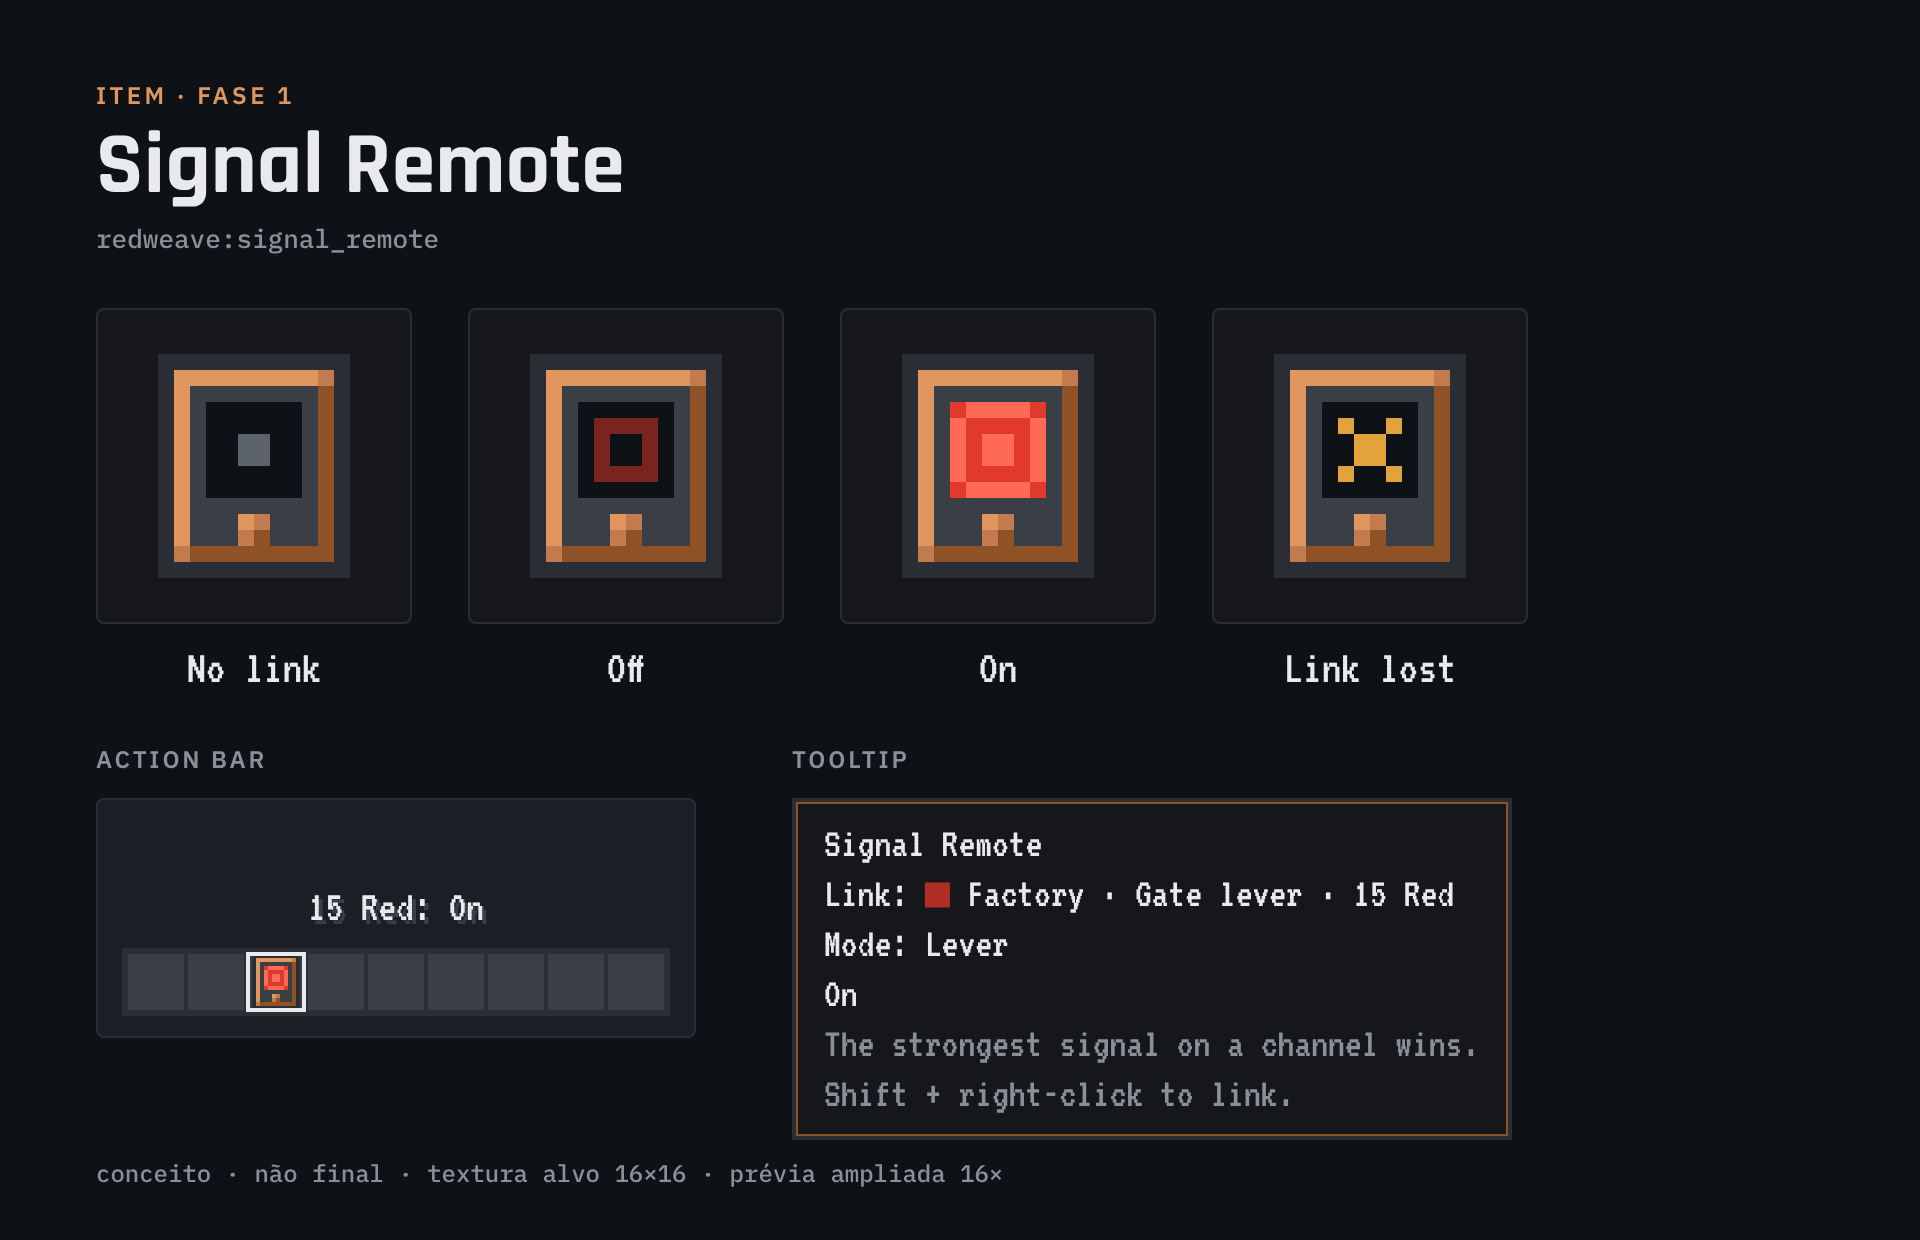 ITEM · FASE 1
Signal Remote
redweave:signal_remote
No link
Off
On
Link lost
ACTION BAR
TOOLTIP
15 Red: On
Signal Remote
Link: Factory · Gate lever · 15 Red
Mode: Lever
On
The strongest signal on a channel wins.
Shift + right-click to link.
conceito · não final · textura alvo 16×16 · prévia ampliada 16×